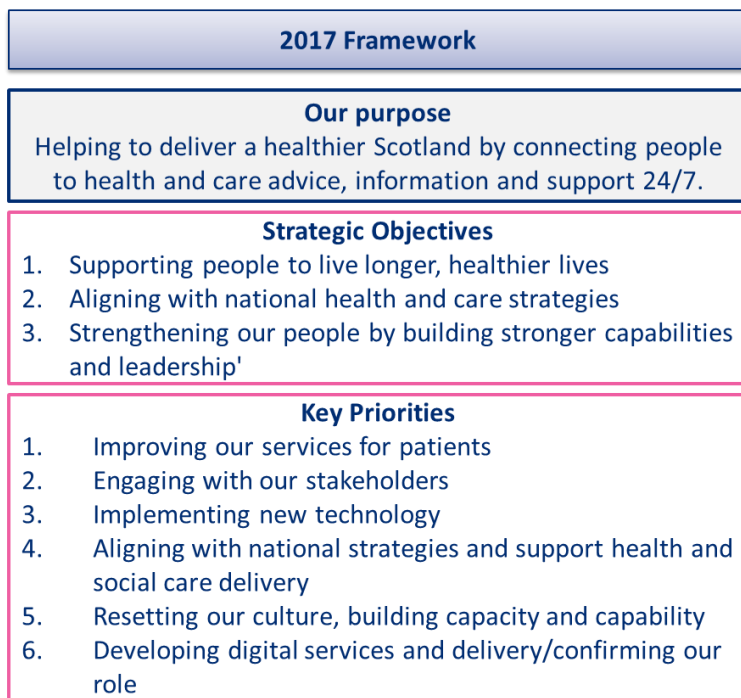 2017 Framework
Our purpose
Helping to deliver a healthier Scotland by connecting people
to health and care advice, information and support 24/7.
Strategic Objectives
1. Supporting people to live longer, healthier lives
2. Aligning with national health and care strategies
3. Strengthening our people by building stronger capabilities
and leadership'
Key Priorities
1. Improving our services for patients
2. Engaging with our stakeholders
3. Implementing new technology
4. Aligning with national strategies and support health and
social care delivery
5. Resetting our culture, building capacity and capability
6. Developing digital services and delivery/confirming our
role